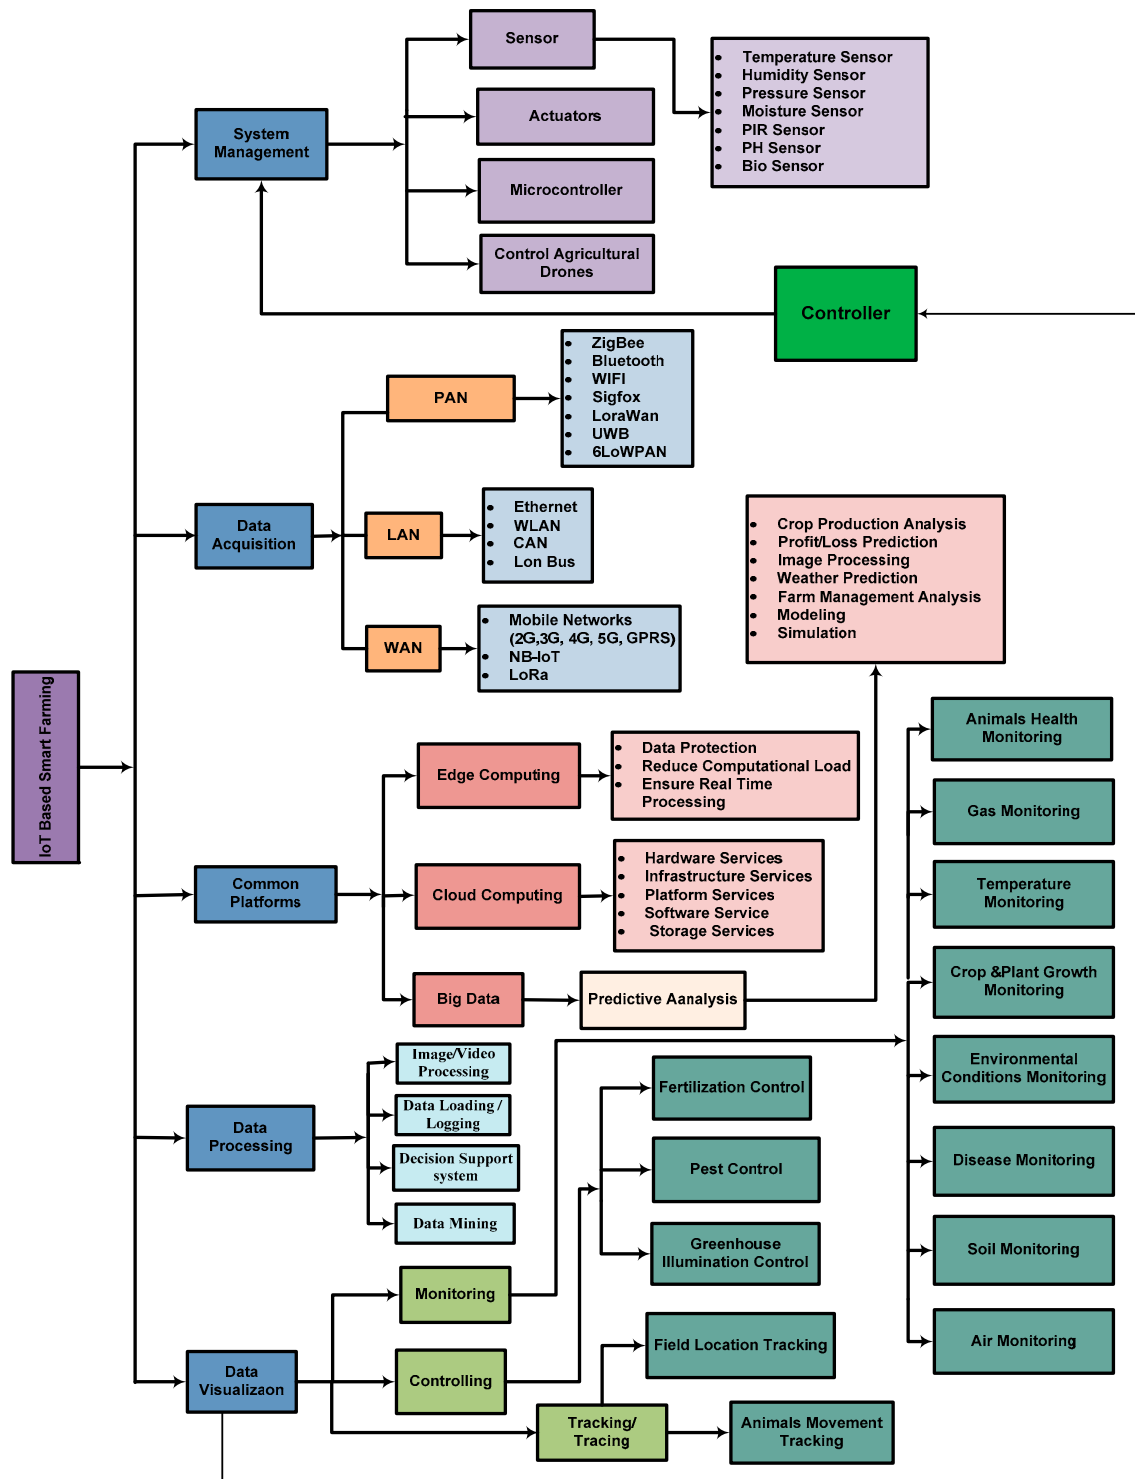 IoT Based Smart Farming
System
Management
Sensor
Actuators
Microcontroller
Control Agricultural
Drones
Temperature Sensor
Humidity Sensor
Pressure Sensor
Moisture Sensor
PIR Sensor
PH Sensor
Bio Sensor
Controller
Data
Acquisition
PAN
ZigBee
Bluetooth
WIFI
Sigfox
LoraWan
UWB
6LoWPAN
LAN
Ethernet
WLAN
CAN
Lon Bus
WAN
Mobile Networks
(2G,3G, 4G, 5G, GPRS)
NB-IoT
LoRa
Crop Production Analysis
Profit/Loss Prediction
Image Processing
Weather Prediction
Farm Management Analysis
Modeling
Simulation
Common
Platforms
Edge Computing
Data Protection
Reduce Computational Load
Ensure Real Time
Processing
Cloud Computing
Hardware Services
Infrastructure Services
Platform Services
Software Service
Storage Services
Big Data
Predictive Aanalysis
Data
Processing
Image/Video
Processing
Data Loading /
Logging
Decision Support
system
Data Mining
Data
Visualizaon
Monitoring
Controlling
Tracking/
Tracing
Fertilization Control
Pest Control
Greenhouse
Illumination Control
Field Location Tracking
Animals Movement
Tracking
Animals Health
Monitoring
Gas Monitoring
Temperature
Monitoring
Crop &Plant Growth
Monitoring
Environmental
Conditions Monitoring
Disease Monitoring
Soil Monitoring
Air Monitoring